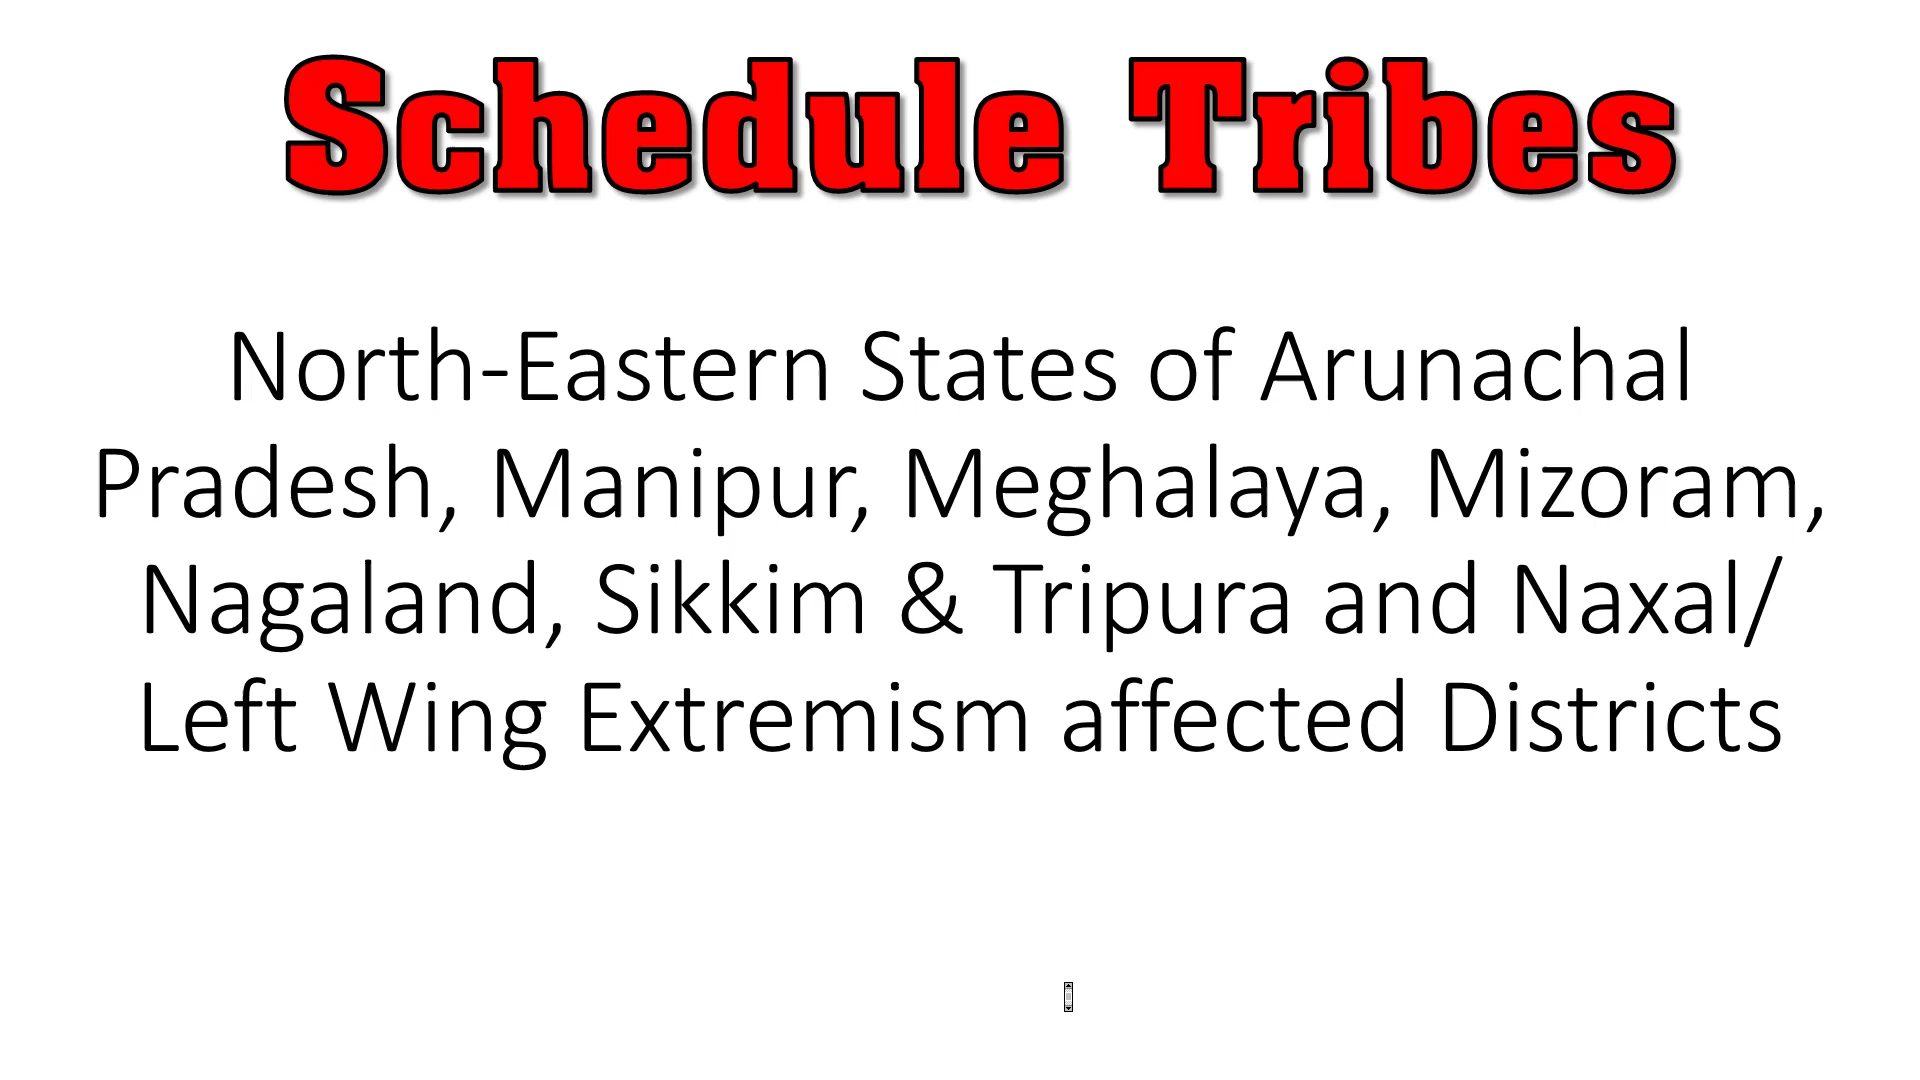 Schedule Tribes
North-Eastern States of Arunachal
Pradesh, Manipur, Meghalaya, Mizoram,
Nagaland, Sikkim & Tripura and Naxal/
Left Wing Extremism affected Districts